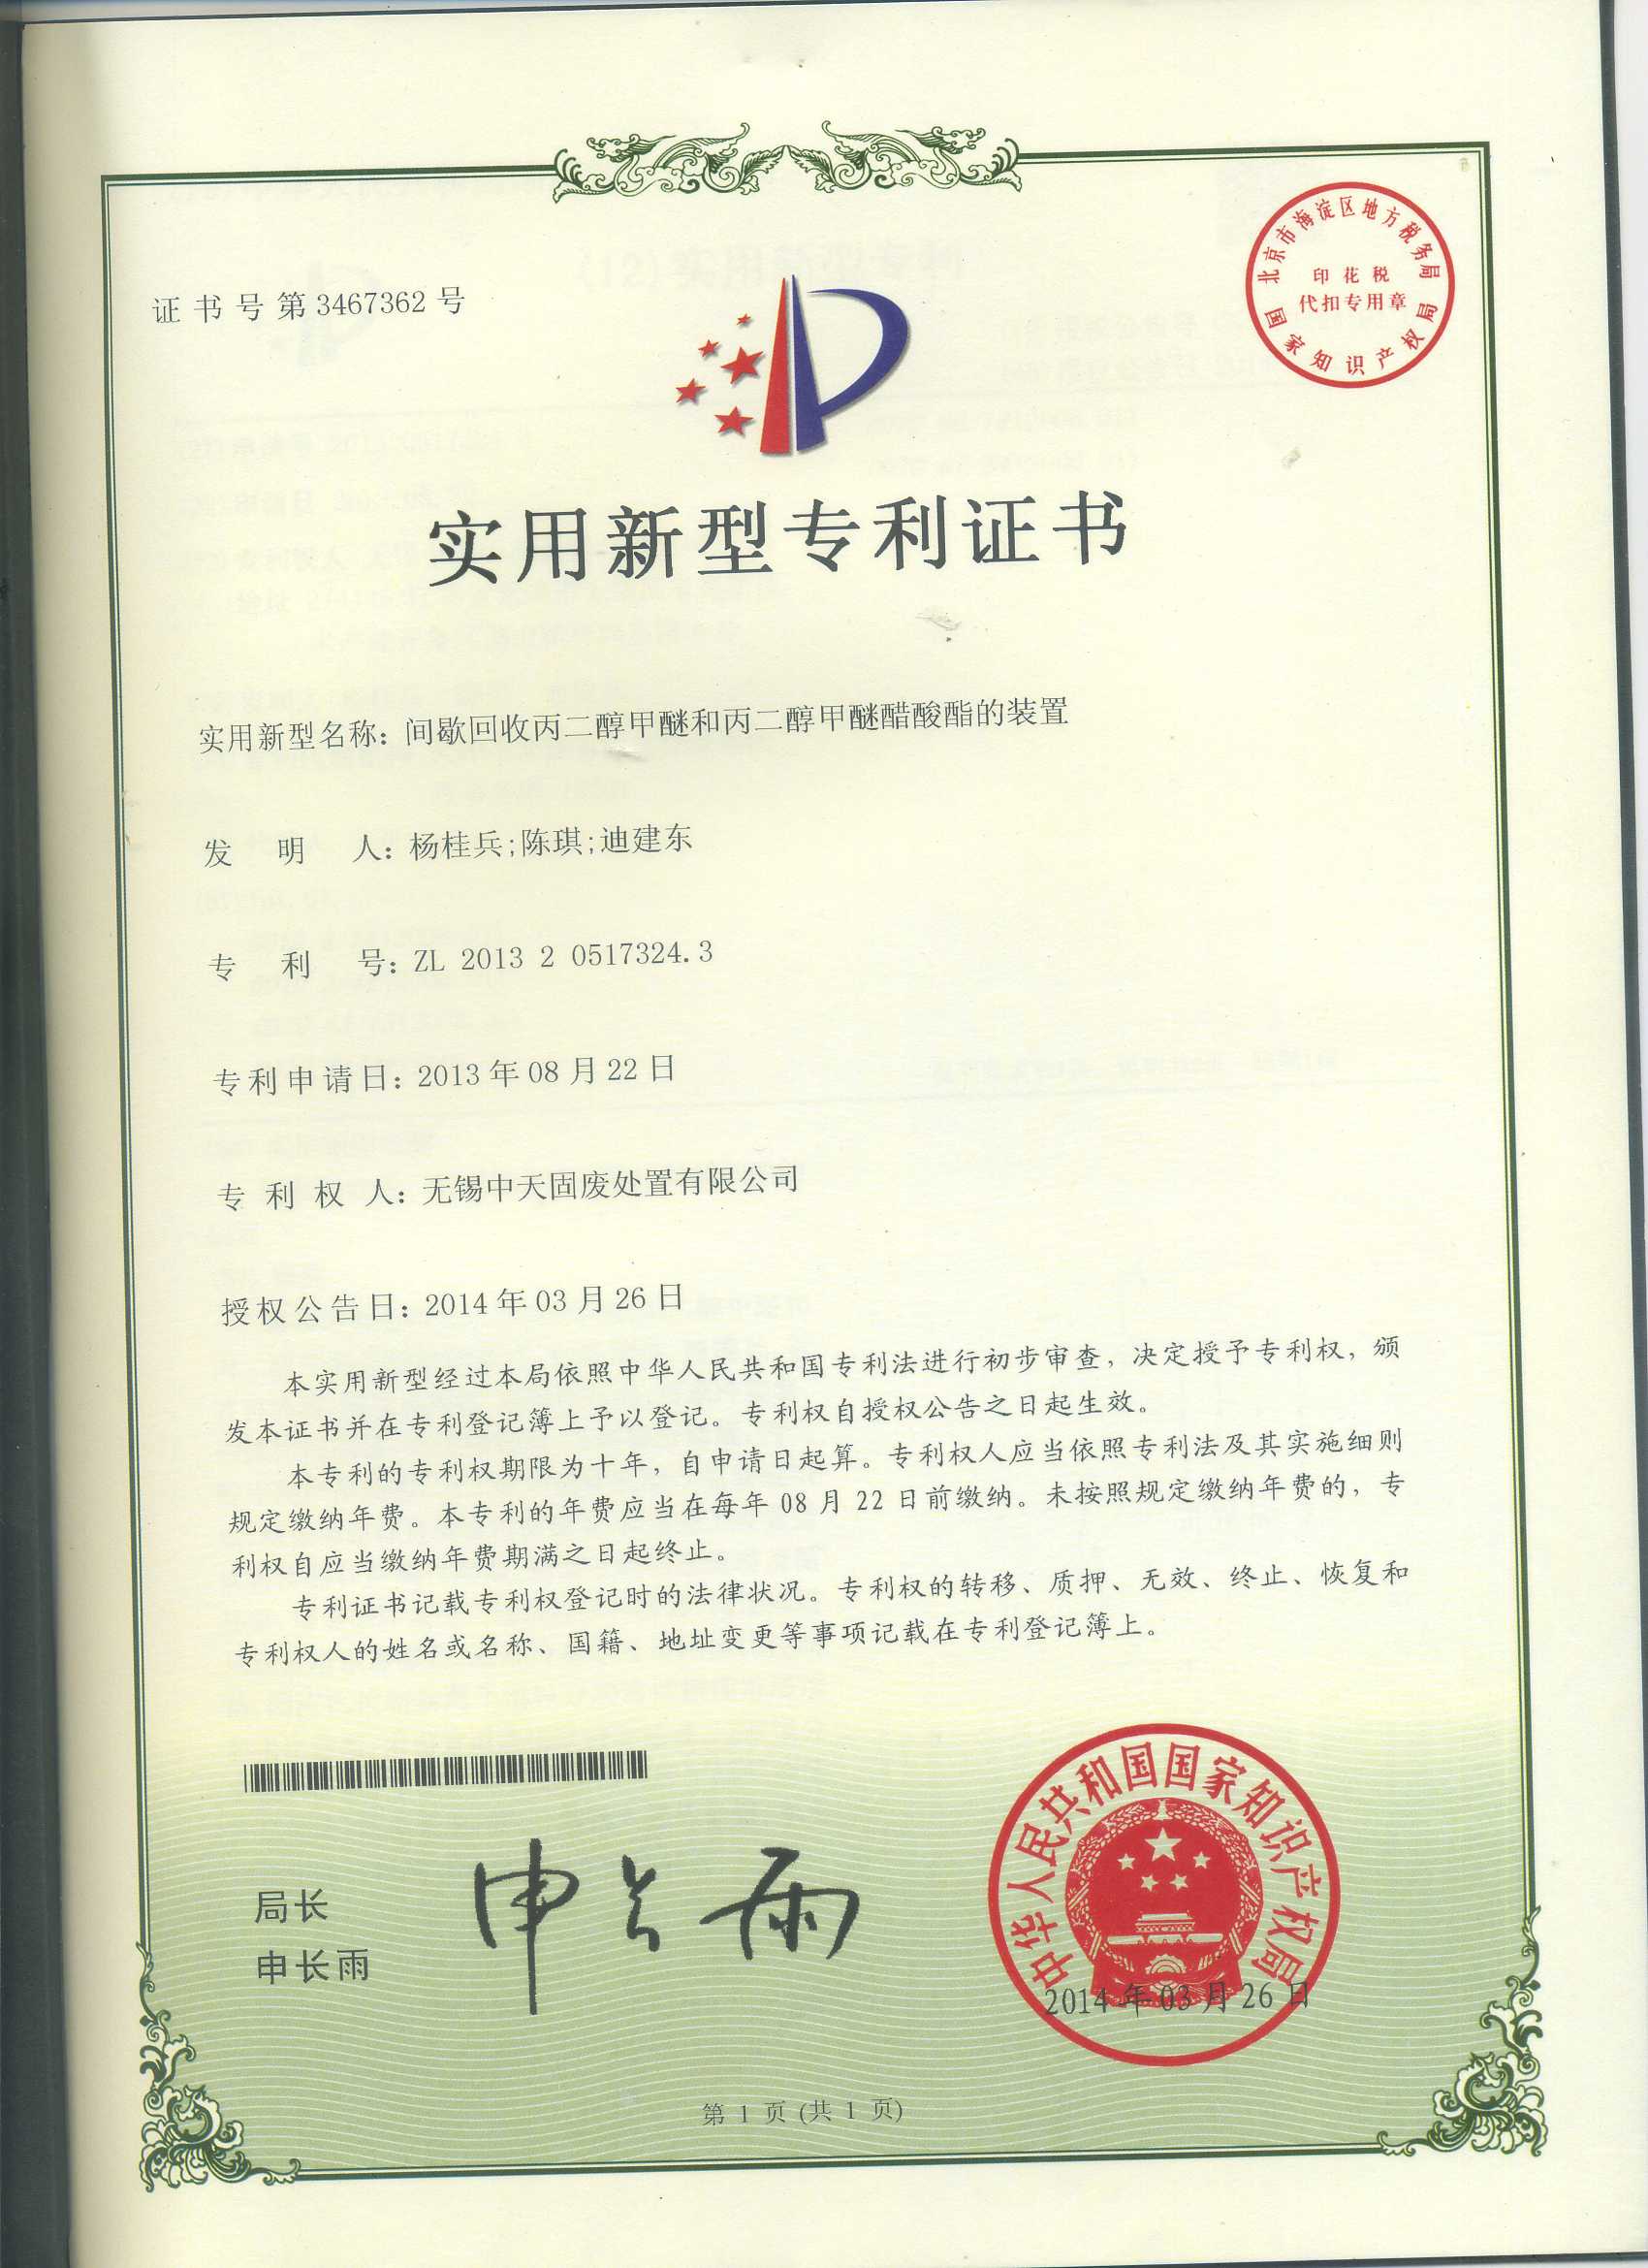 证书号第3467362号
北京市海淀区地方税务局
印花税
代扣专用章
国家知识产权局
实用新型专利证书
实用新型名称：间歇回收丙二醇甲醚和丙二醇甲醚醋酸酯的装置
发明人：杨桂兵;陈琪;迪建东
专利号：ZL 2013 2 0517324.3
专利申请日：2013年08月22日
专利权人：无锡中天固废处置有限公司
授权公告日：2014年03月26日
本实用新型经过本局依照中华人民共和国专利法进行初步审查，决定授予专利权，颁
发本证书并在专利登记簿上予以登记。专利权自授权公告之日起生效。
本专利的专利权期限为十年，自申请日起算。专利权人应当依照专利法及其实施细则
规定缴纳年费。本专利的年费应当在每年08月22日前缴纳。未按照规定缴纳年费的，专
利权自应当缴纳年费期满之日起终止。
专利证书记载专利权登记时的法律状况。专利权的转移、质押、无效、终止、恢复和
专利权人的姓名或名称、国籍、地址变更等事项记载在专利登记簿上。
局长
申长雨
申长雨
中华人民共和国国家知识产权局
2014年03月26日
第1页(共1页)